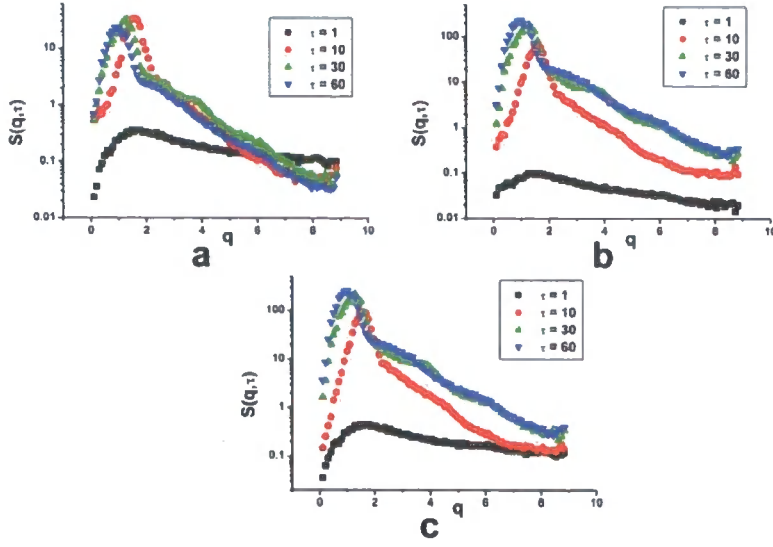 S(q,τ)
10
1
0.1
0.01
τ = 1
τ = 10
τ = 30
τ = 60
0 2 4 6 8 10
q
a
S(q,τ)
100
10
1
0.1
0.01
τ = 1
τ = 10
τ = 30
τ = 60
0 2 4 6 8 10
q
b
S(q,τ)
100
10
1
0.1
τ = 1
τ = 10
τ = 30
τ = 60
0 2 4 6 8 10
q
c